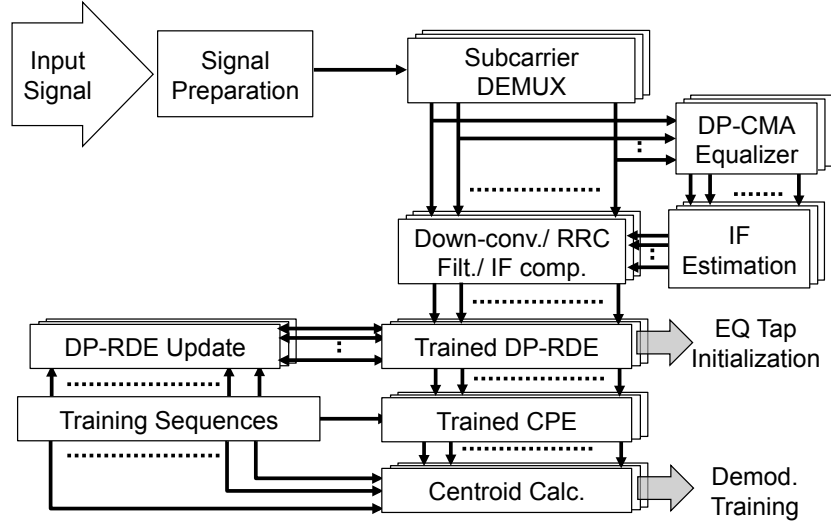 Input
Signal
Signal
Preparation
Subcarrier
DEMUX
DP-CMA
Equalizer
IF
Estimation
Down-conv./ RRC
Filt./ IF comp.
DP-RDE Update
Trained DP-RDE
EQ Tap
Initialization
Training Sequences
Trained CPE
Centroid Calc.
Demod.
Training